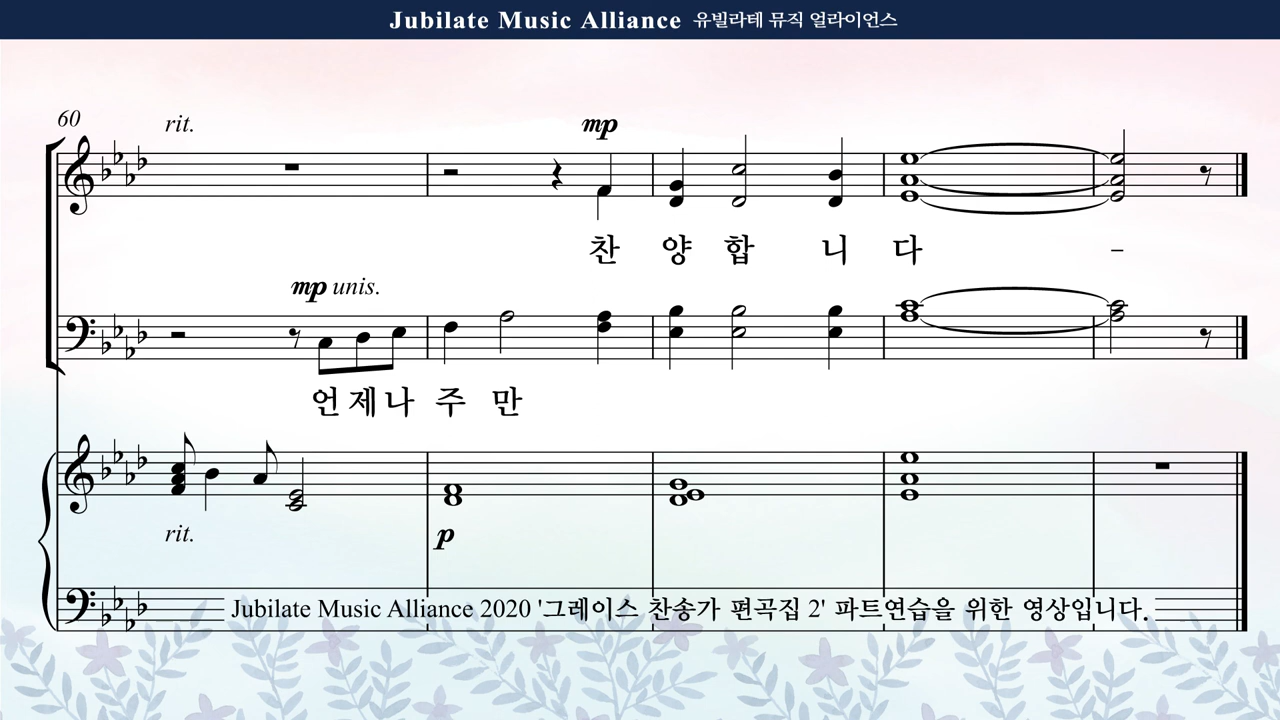 Jubilate Music Alliance 유빌라테 뮤직 얼라이언스
60 rit.
mp
찬 양 합 니 다 -
mp unis.
언 제 나 주 만
rit. p
Jubilate Music Alliance 2020 '그레이스 찬송가 편곡집 2' 파트연습을 위한 영상입니다.